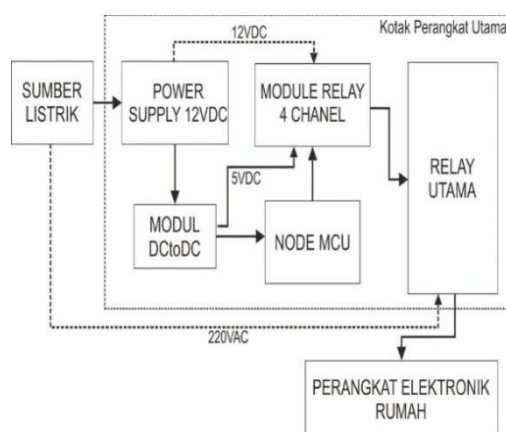 12VDC
Kotak Perangkat Utama
SUMBER
LISTRIK
POWER
SUPPLY 12VDC
MODULE RELAY
4 CHANEL
RELAY
UTAMA
5VDC
MODUL
DCtoDC
NODE MCU
220VAC
PERANGKAT ELEKTRONIK
RUMAH